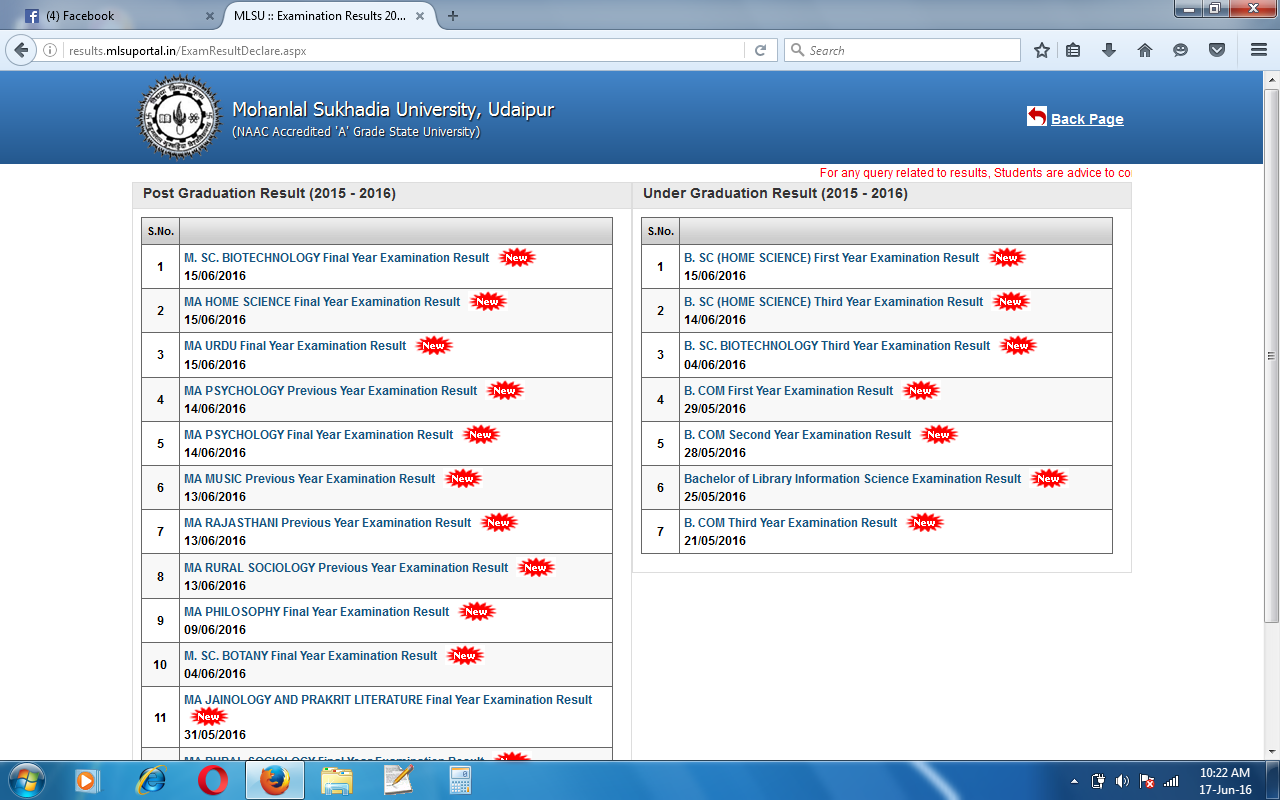 (4) Facebook
MLSU :: Examination Results 20...
results.mlsuportal.in/ExamResultDeclare.aspx
Search
Mohanlal Sukhadia University, Udaipur
(NAAC Accredited 'A' Grade State University)
Back Page
For any query related to results, Students are advice to co
Post Graduation Result (2015 - 2016)
S.No.
1 M. SC. BIOTECHNOLOGY Final Year Examination Result New
15/06/2016
2 MA HOME SCIENCE Final Year Examination Result New
15/06/2016
3 MA URDU Final Year Examination Result New
15/06/2016
4 MA PSYCHOLOGY Previous Year Examination Result New
14/06/2016
5 MA PSYCHOLOGY Final Year Examination Result New
14/06/2016
6 MA MUSIC Previous Year Examination Result New
13/06/2016
7 MA RAJASTHANI Previous Year Examination Result New
13/06/2016
8 MA RURAL SOCIOLOGY Previous Year Examination Result New
13/06/2016
9 MA PHILOSOPHY Final Year Examination Result New
09/06/2016
10 M. SC. BOTANY Final Year Examination Result New
04/06/2016
11 MA JAINOLOGY AND PRAKRIT LITERATURE Final Year Examination Result
New
31/05/2016
MA RURAL SOCIOLOGY Final Year Examination Result New
Under Graduation Result (2015 - 2016)
S.No.
1 B. SC (HOME SCIENCE) First Year Examination Result New
15/06/2016
2 B. SC (HOME SCIENCE) Third Year Examination Result New
14/06/2016
3 B. SC. BIOTECHNOLOGY Third Year Examination Result New
04/06/2016
4 B. COM First Year Examination Result New
29/05/2016
5 B. COM Second Year Examination Result New
28/05/2016
6 Bachelor of Library Information Science Examination Result New
25/05/2016
7 B. COM Third Year Examination Result New
21/05/2016
10:22 AM
17-Jun-16